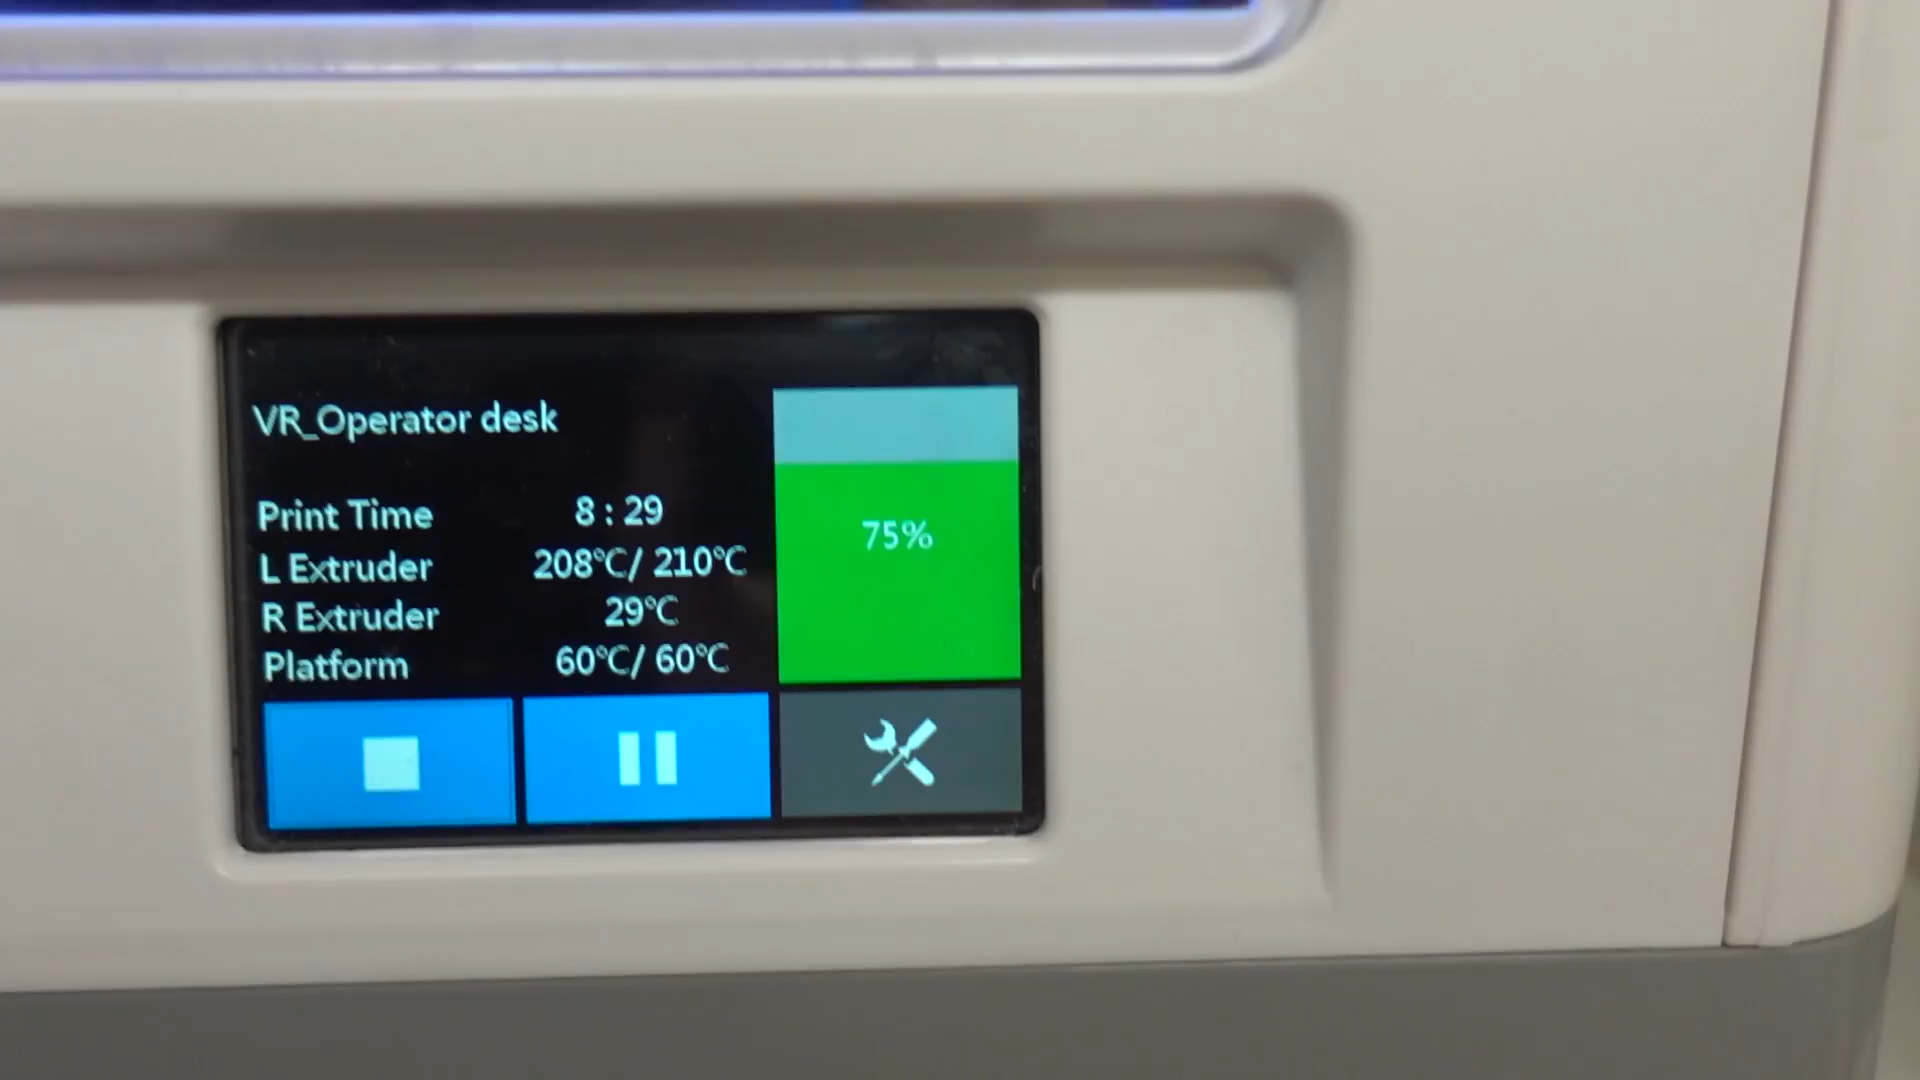 VR_Operator desk
Print Time 8 : 29
L Extruder 208℃/ 210℃
R Extruder 29℃
Platform 60℃/ 60℃
75%